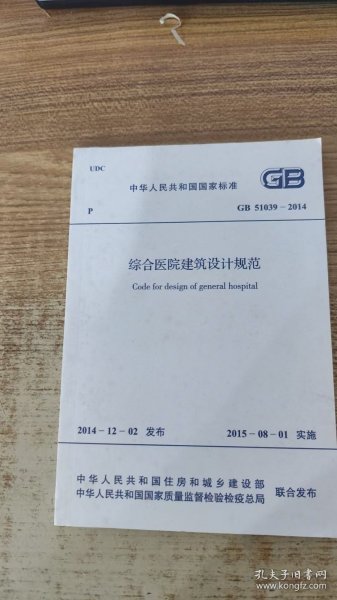 UDC
中华人民共和国国家标准
GB
P
GB 51039-2014
综合医院建筑设计规范
Code for design of general hospital
2014-12-02 发布
2015-08-01 实施
中华人民共和国住房和城乡建设部
中华人民共和国国家质量监督检验检疫总局
联合发布
孔夫子旧书网
www.kongfz.com